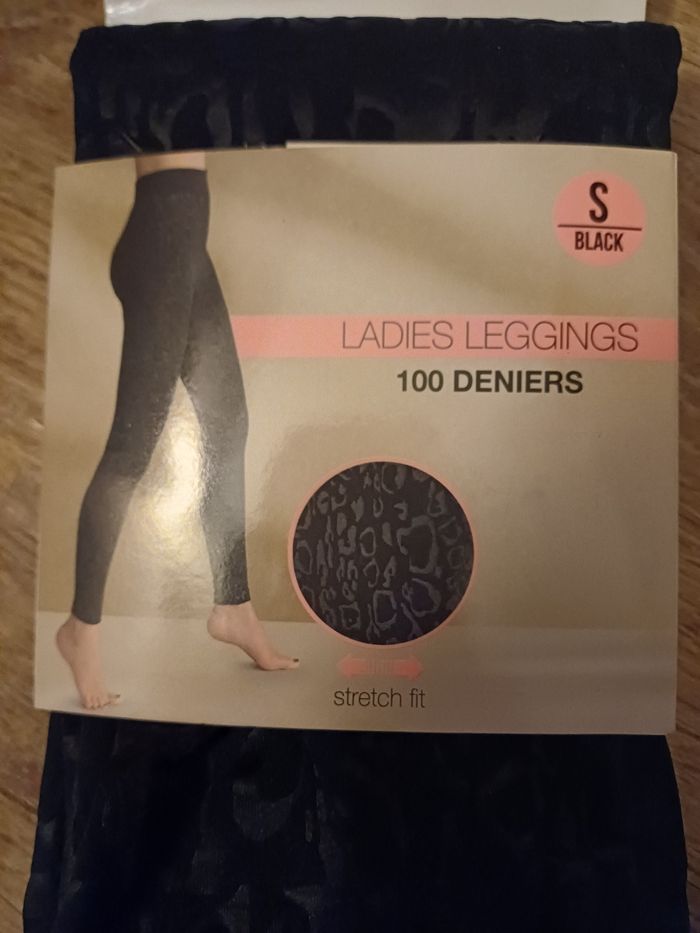 S
BLACK
LADIES LEGGINGS
100 DENIERS
stretch fit